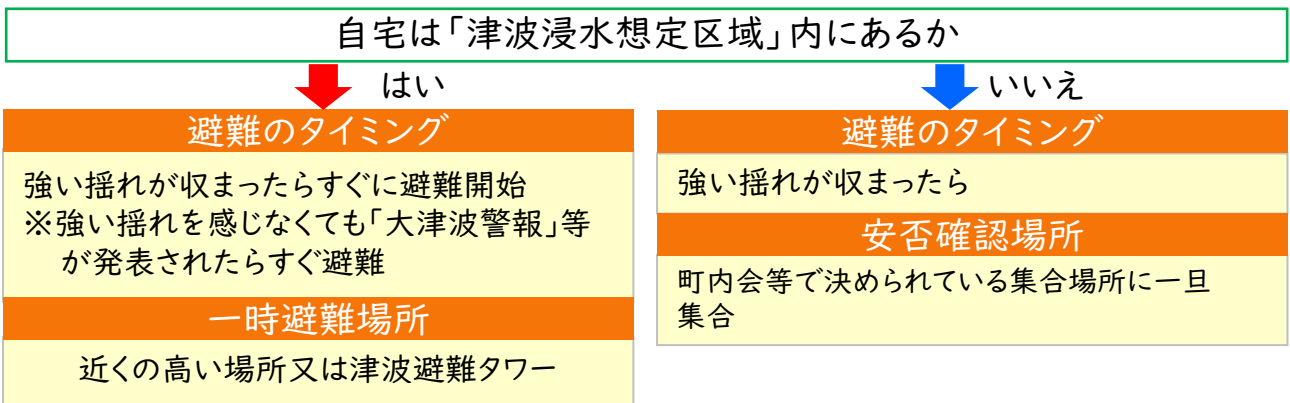 自宅は「津波浸水想定区域」内にあるか
はい
避難のタイミング
強い揺れが収まったらすぐに避難開始
※強い揺れを感じなくても「大津波警報」等
が発表されたらすぐ避難
一時避難場所
近くの高い場所又は津波避難タワー
いいえ
避難のタイミング
強い揺れが収まったら
安否確認場所
町内会等で決められている集合場所に一旦
集合